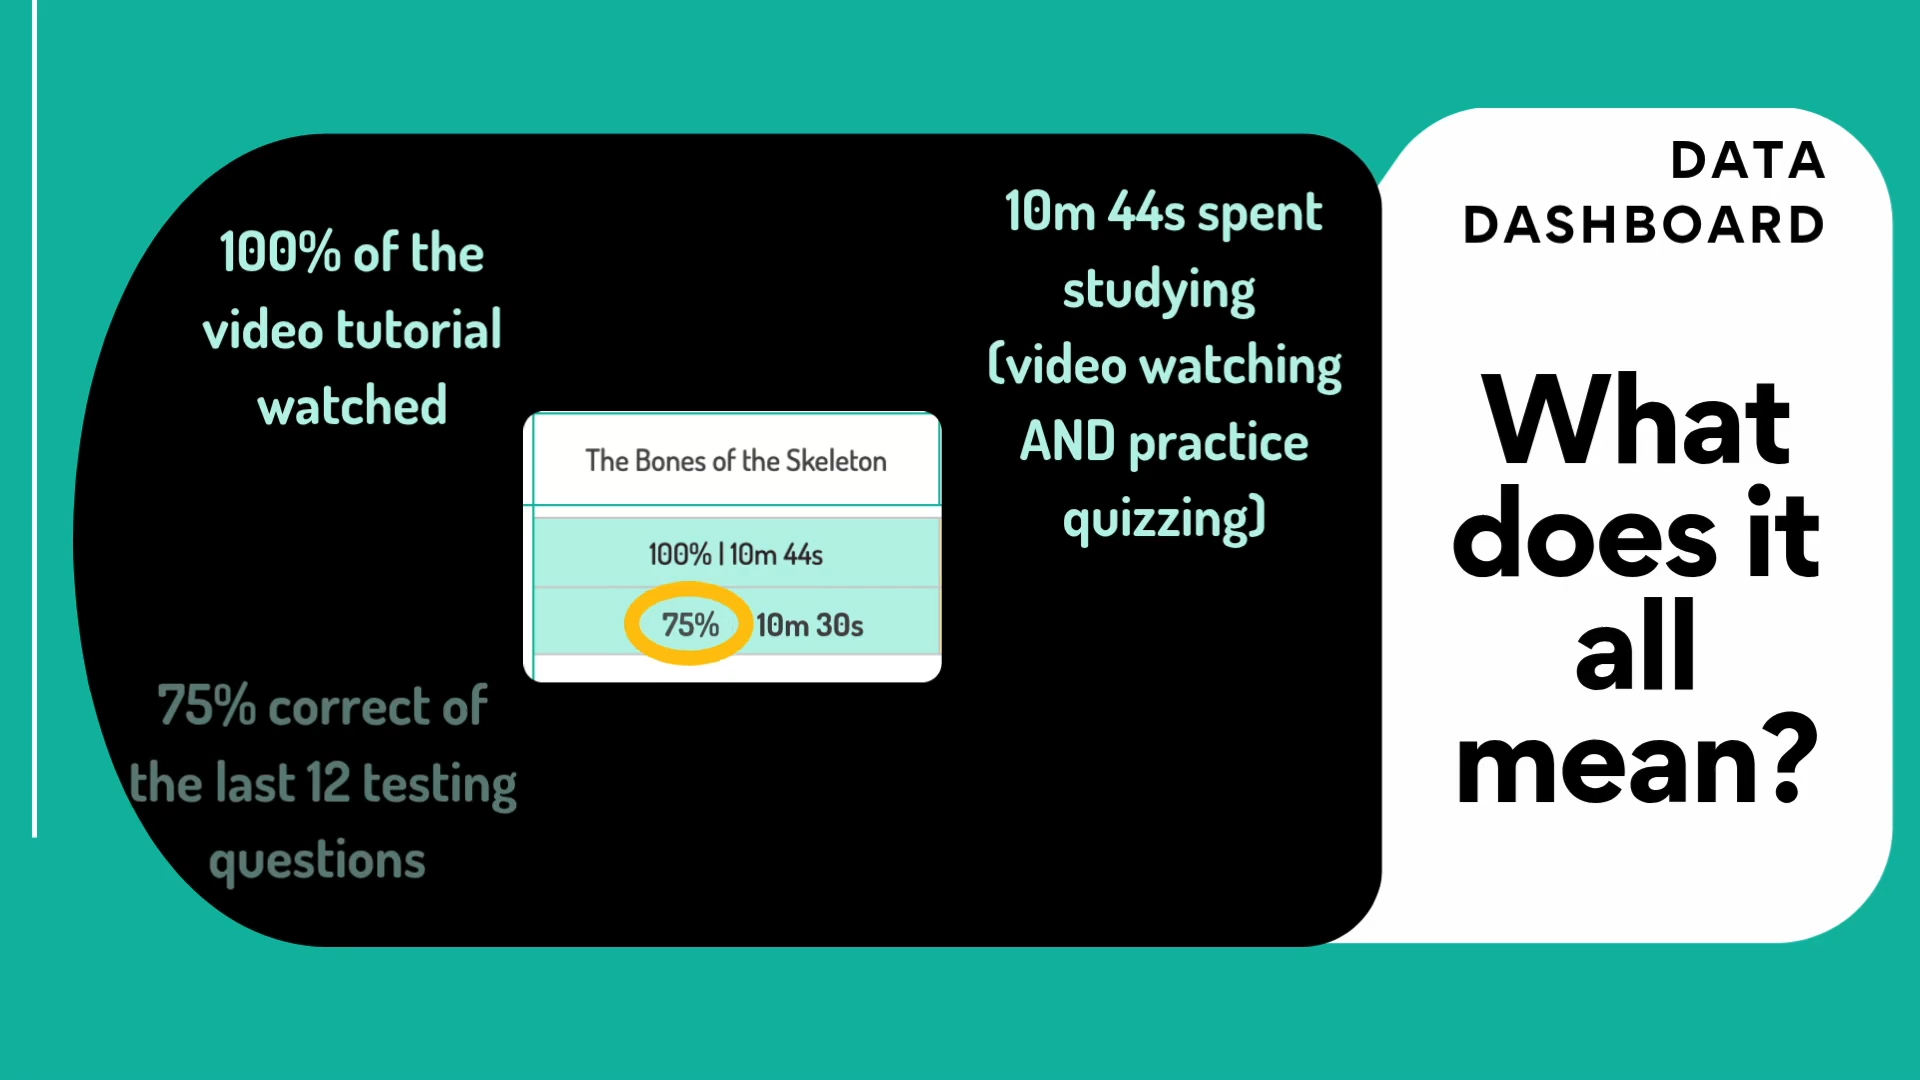 100% of the
video tutorial
watched
10m 44s spent
studying
(video watching
AND practice
quizzing)
The Bones of the Skeleton
100% | 10m 44s
75% 10m 30s
75% correct of
the last 12 testing
questions
DATA
DASHBOARD
What
does it
all
mean?